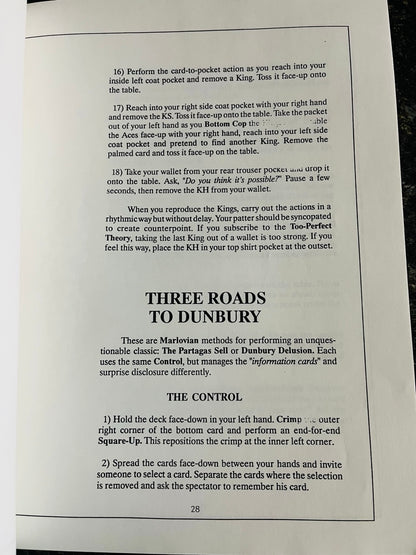 16) Perform the card-to-pocket action as you reach into your
inside left coat pocket and remove a King. Toss it face-up onto
the table.
17) Reach into your right side coat pocket with your right hand
and remove the KS. Toss it face-up onto the table. Take the packet
out of your left hand as you Bottom Cop the
the Aces face-up with your right hand, reach into your left side
coat pocket and pretend to find another King. Remove the
palmed card and toss it face-up onto the table.
18) Take your wallet from your rear trouser pocket and drop it
onto the table. Ask, "Do you think it's possible?" Pause a few
seconds, then remove the KH from your wallet.
When you reproduce the Kings, carry out the actions in a
rhythmic way but without delay. Your patter should be syncopated
to create counterpoint. If you subscribe to the Too-Perfect
Theory, taking the last King out of a wallet is too strong. If you
feel this way, place the KH in your top shirt pocket at the outset.
THREE ROADS
TO DUNBURY
These are Marlovian methods for performing an unques-
tionable classic: The Partagas Sell or Dunbury Delusion. Each
uses the same Control, but manages the "information cards" and
surprise disclosure differently.
THE CONTROL
1) Hold the deck face-down in your left hand. Crimp the outer
right corner of the bottom card and perform an end-for-end
Square-Up. This repositions the crimp at the inner left corner.
2) Spread the cards face-down between your hands and invite
someone to select a card. Separate the cards where the selection
is removed and ask the spectator to remember his card.
28